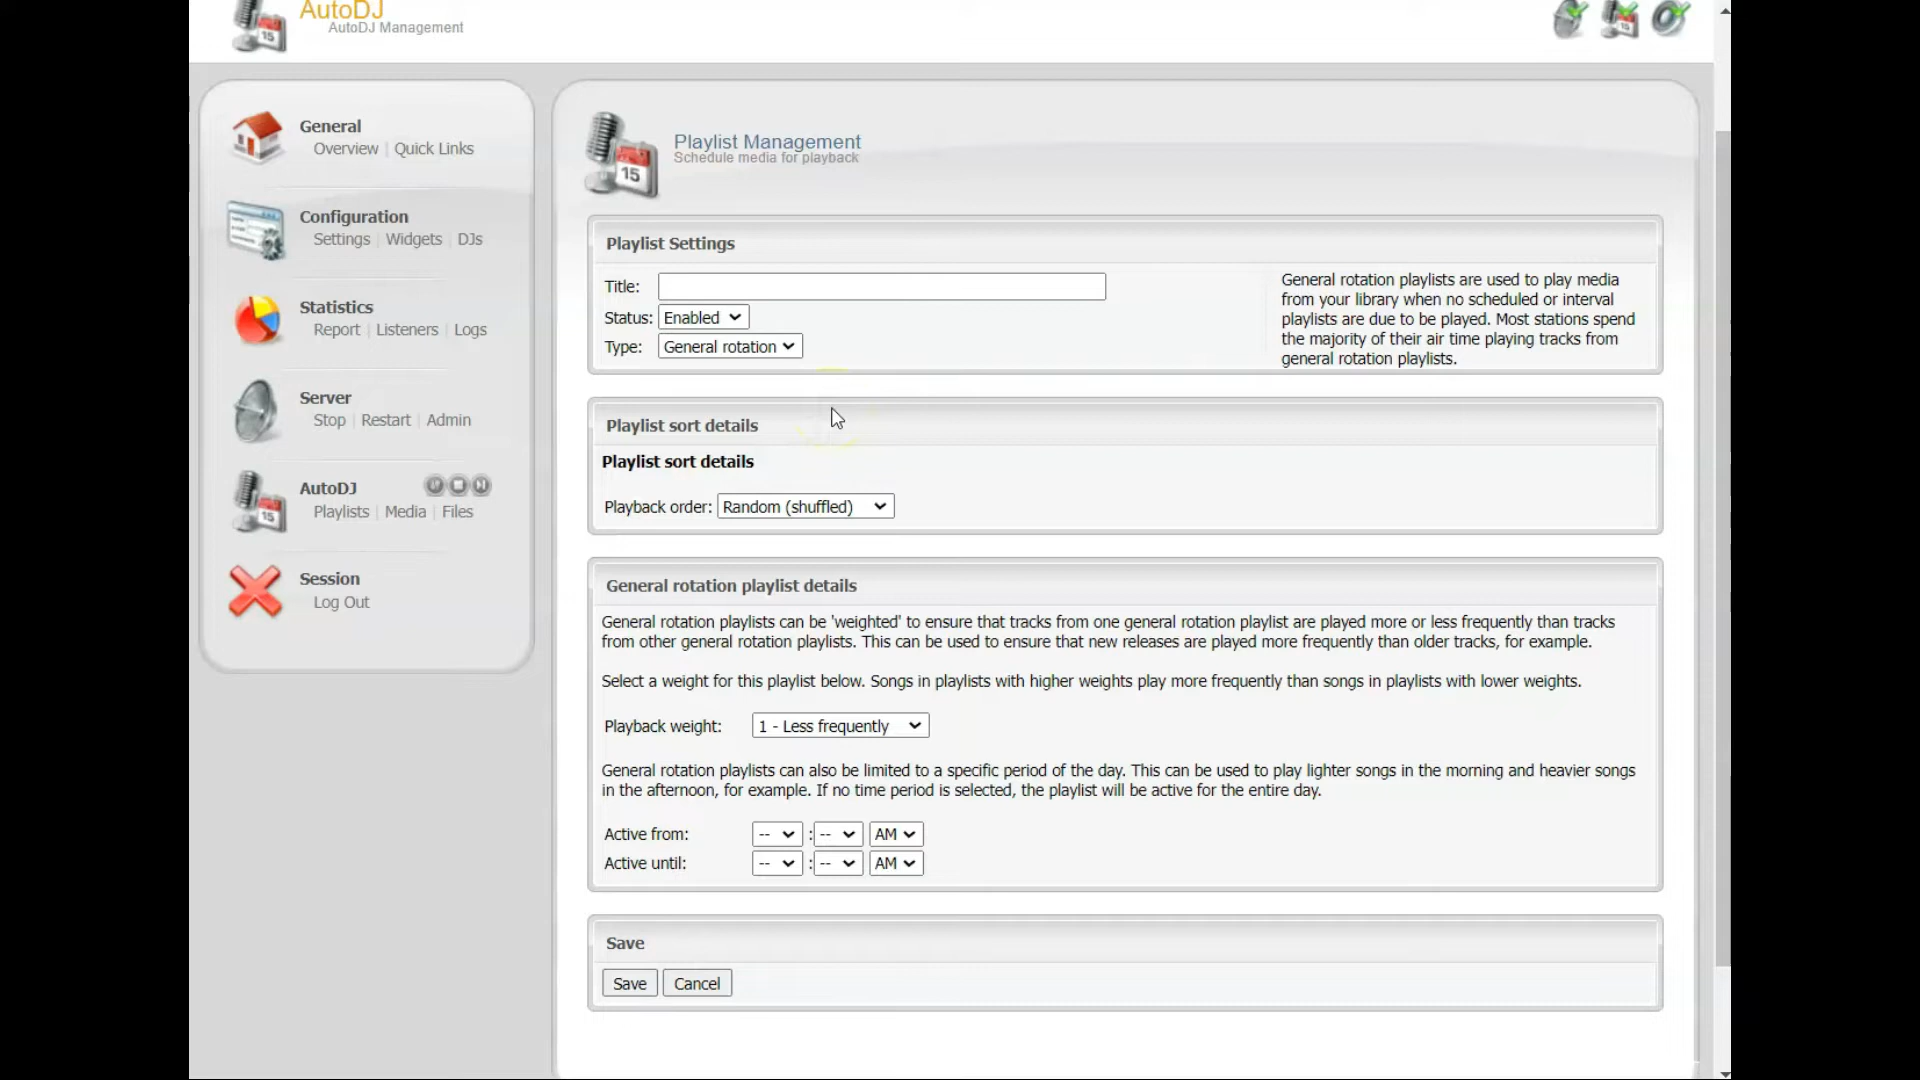 AutoDJ
AutoDJ Management
General
Overview | Quick Links
Configuration
Settings | Widgets | DJs
Statistics
Report | Listeners | Logs
Server
Stop | Restart | Admin
AutoDJ
Playlists | Media | Files
Session
Log Out
Playlist Management
Schedule media for playback
Playlist Settings
Title:
Status: Enabled
Type: General rotation
General rotation playlists are used to play media
from your library when no scheduled or interval
playlists are due to be played. Most stations spend
the majority of their air time playing tracks from
general rotation playlists.
Playlist sort details
Playlist sort details
Playback order: Random (shuffled)
General rotation playlist details
General rotation playlists can be 'weighted' to ensure that tracks from one general rotation playlist are played more or less frequently than tracks
from other general rotation playlists. This can be used to ensure that new releases are played more frequently than older tracks, for example.
Select a weight for this playlist below. Songs in playlists with higher weights play more frequently than songs in playlists with lower weights.
Playback weight: 1 - Less frequently
General rotation playlists can also be limited to a specific period of the day. This can be used to play lighter songs in the morning and heavier songs
in the afternoon, for example. If no time period is selected, the playlist will be active for the entire day.
Active from: -- : -- AM
Active until: -- : -- AM
Save
Save Cancel
15
15
15